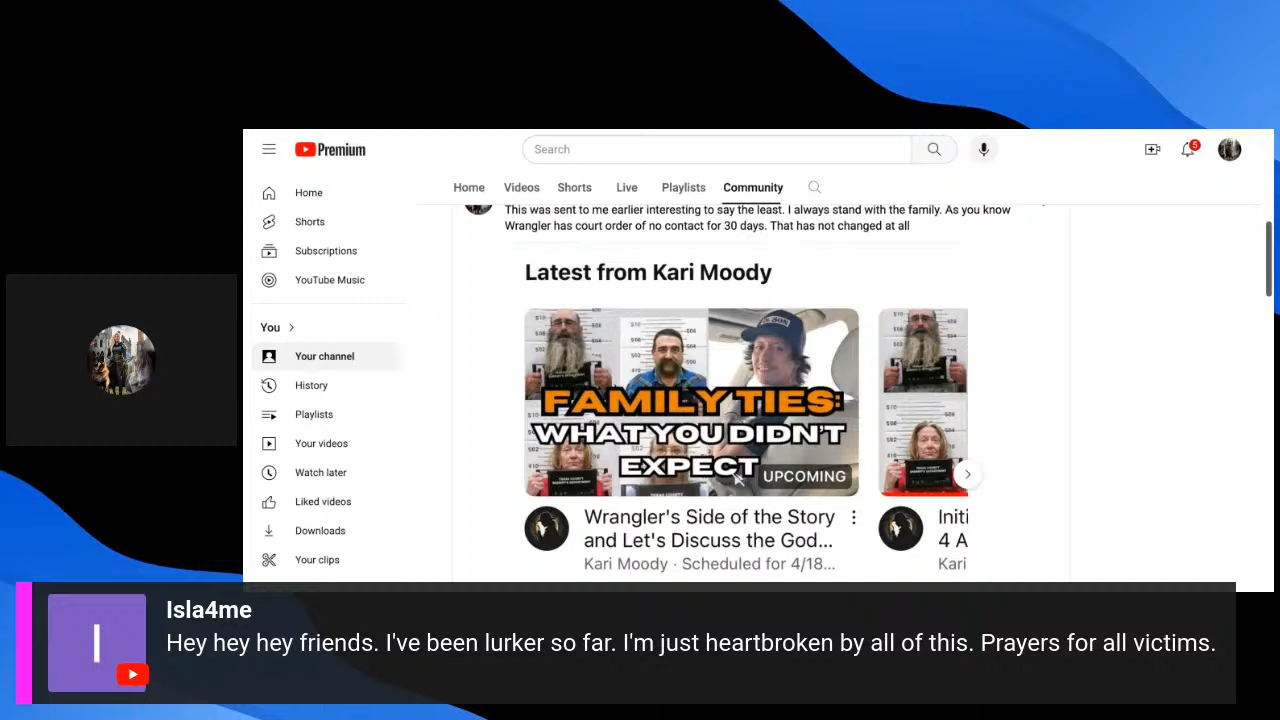 Premium
Search
5
Home
Videos
Shorts
Live
Playlists
Community
Home
Shorts
Subscriptions
YouTube Music
You
Your channel
History
Playlists
Your videos
Watch later
Liked videos
Downloads
Your clips
This was sent to me earlier interesting to say the least. I always stand with the family. As you know
Wrangler has court order of no contact for 30 days. That has not changed at all
Latest from Kari Moody
FAMILY TIES:
WHAT YOU DIDN'T
EXPECT
UPCOMING
Wrangler's Side of the Story
and Let's Discuss the God...
Kari Moody · Scheduled for 4/18...
Initi
4 A
Kari
I
Isla4me
Hey hey hey friends. I've been lurker so far. I'm just heartbroken by all of this. Prayers for all victims.